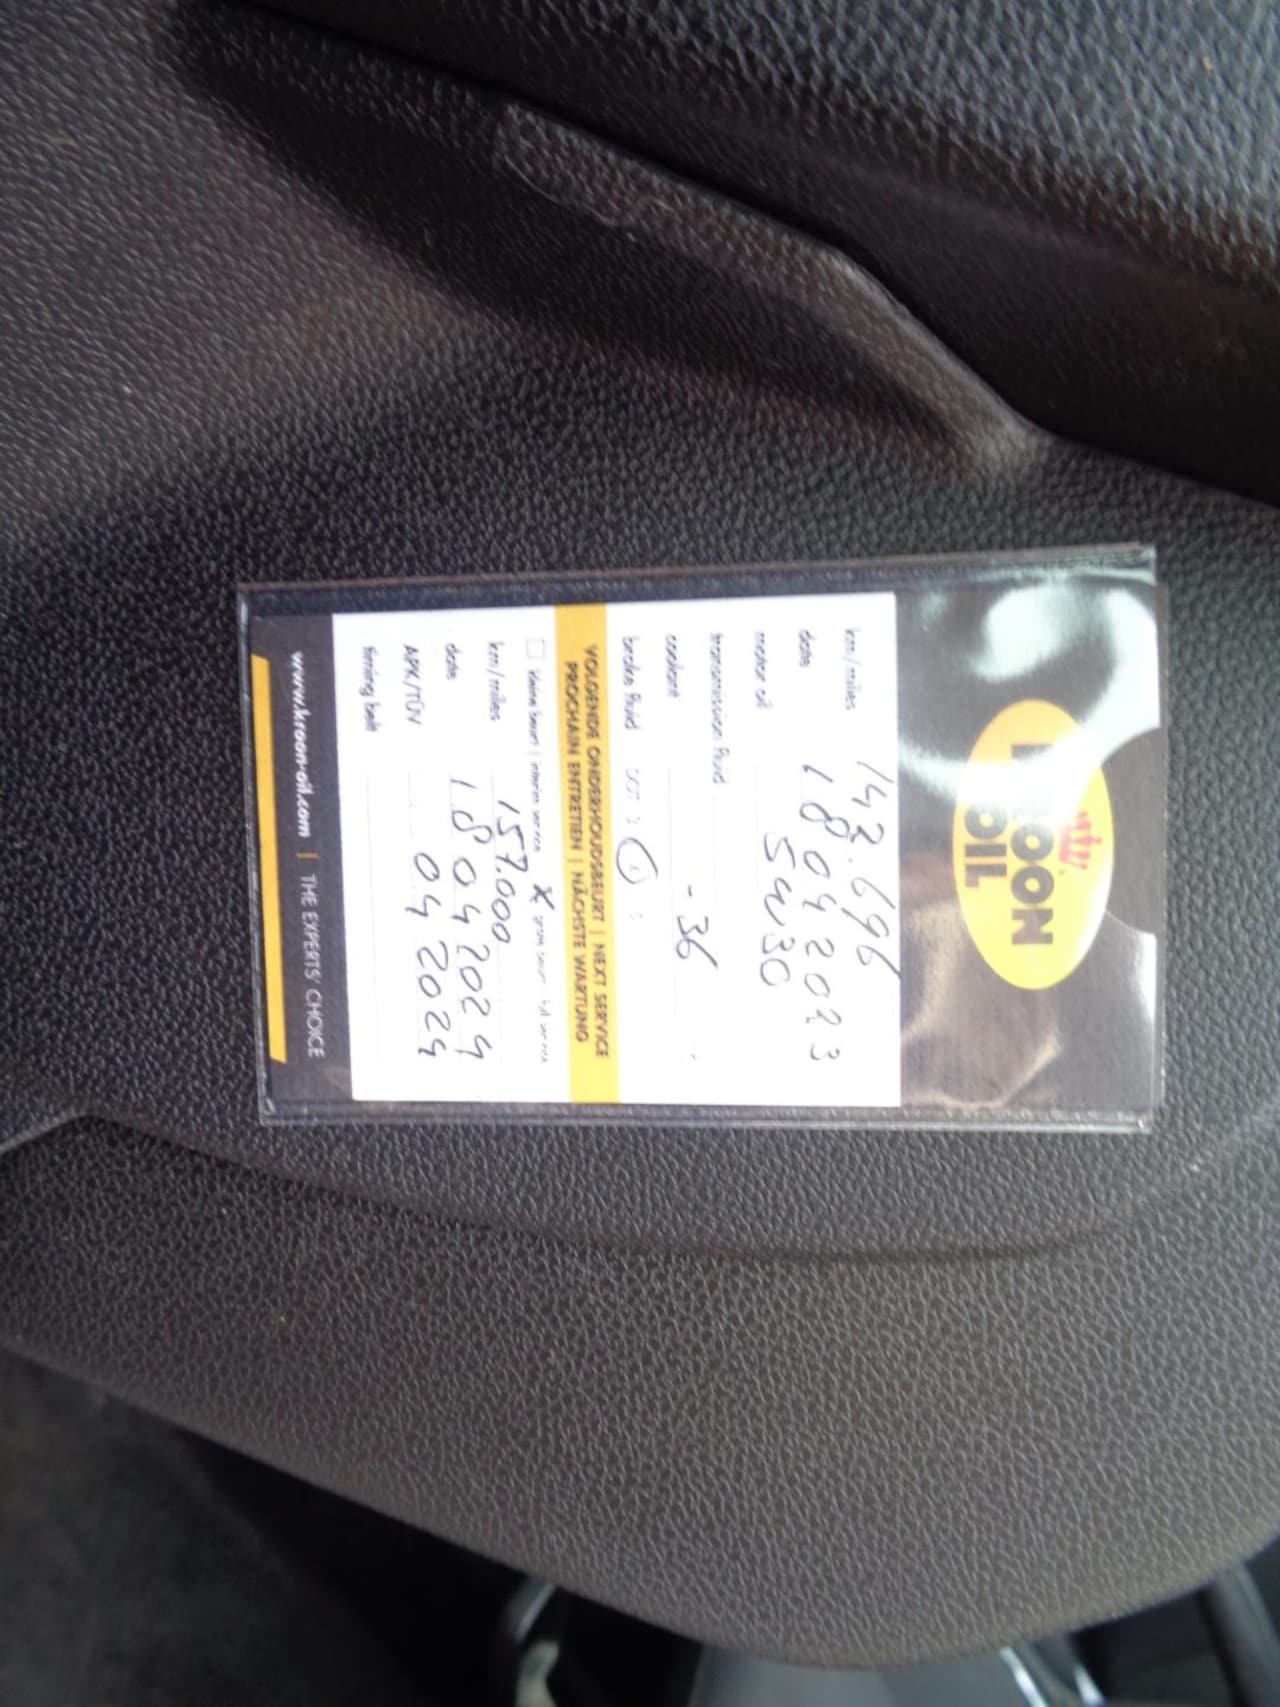 KROON
OIL
km/miles 142.696
date 18 04 2023
motor oil 5w30
transmission fluid
coolant -36
brake fluid DOT :
VOLGENDE ONDERHOUDSBEURT | NEXT SERVICE
PROCHAIN ENTRETIEN | NÄCHSTE WARTUNG
kleine beurt | interim service x grote beurt | full service
km/miles 157.000
date 18 04 2024
APK/TÜV 04 2024
timing belt
www.kroon-oil.com | THE EXPERTS' CHOICE